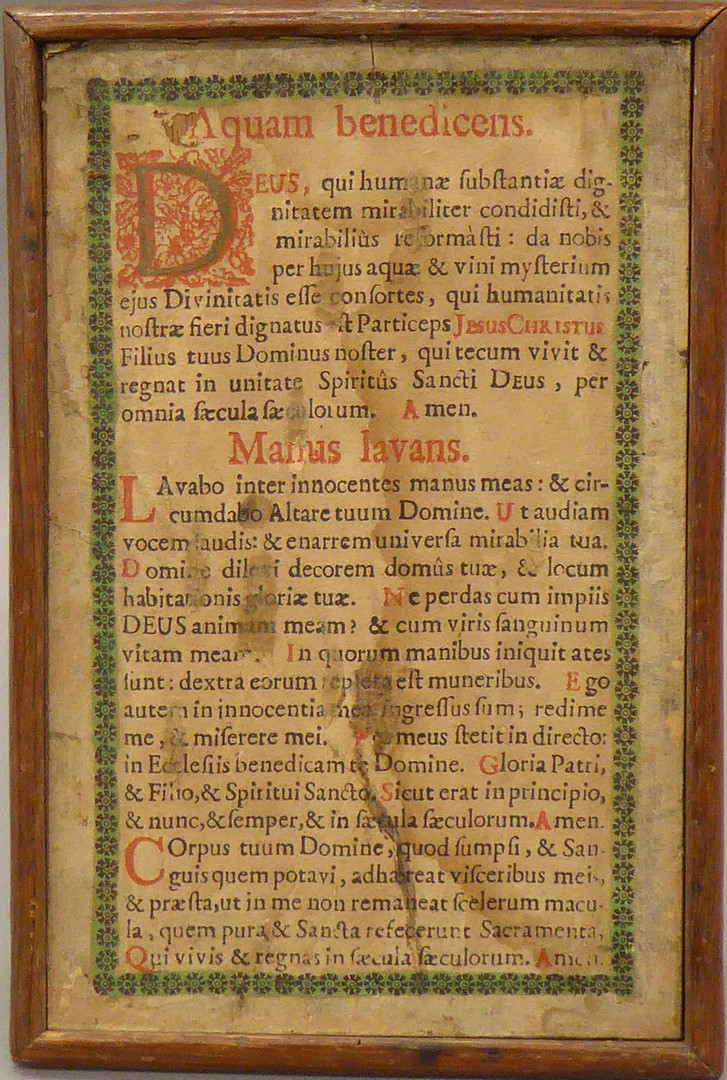 Aquam benedicens.
DEUS, qui humanæ ſubſtantiæ dig-
nitatem mirabiliter condidiſti, &
mirabiliùs reformàſti : da nobis
per hujus aquæ & vini myſterium
ejus Divinitatis eſſe conſortes, qui humanitatis
noſtræ fieri dignatus eſt Particeps JESUS CHRISTUS
Filius tuus Dominus noſter, qui tecum vivit &
regnat in unitate Spiritûs Sancti DEUS, per
omnia ſæcula ſæculorum. Amen.
Manus lavans.
LAvabo inter innocentes manus meas : & cir-
cumdabo Altare tuum Domine. Ut audiam
vocem laudis: & enarrem univerſa mirabilia tua.
Domine dilexi decorem domûs tuæ, & locum
habitationis gloriæ tuæ. Ne perdas cum impiis
DEUS animam meam? & cum viris ſanguinum
vitam meam. In quorum manibus iniquitates
ſunt : dextra eorum repleta eſt muneribus. Ego
autem in innocentia mea ingreſſus ſum; redime
me, & miſerere mei. Pes meus ſtetit in directo:
in Eccleſiis benedicam te Domine. Gloria Patri,
& Filio, & Spiritui Sancto. Sicut erat in principio,
& nunc, & ſemper, & in ſæcula ſæculorum. Amen.
COrpus tuum Domine, quod ſumpſi, & San-
guis quem potavi, adhæreat viſceribus meis,
& præſta, ut in me non remaneat ſcelerum macu-
la, quem pura & Sancta refecerunt Sacramenta,
Qui vivis & regnas in ſæcula ſæculorum. Amen.